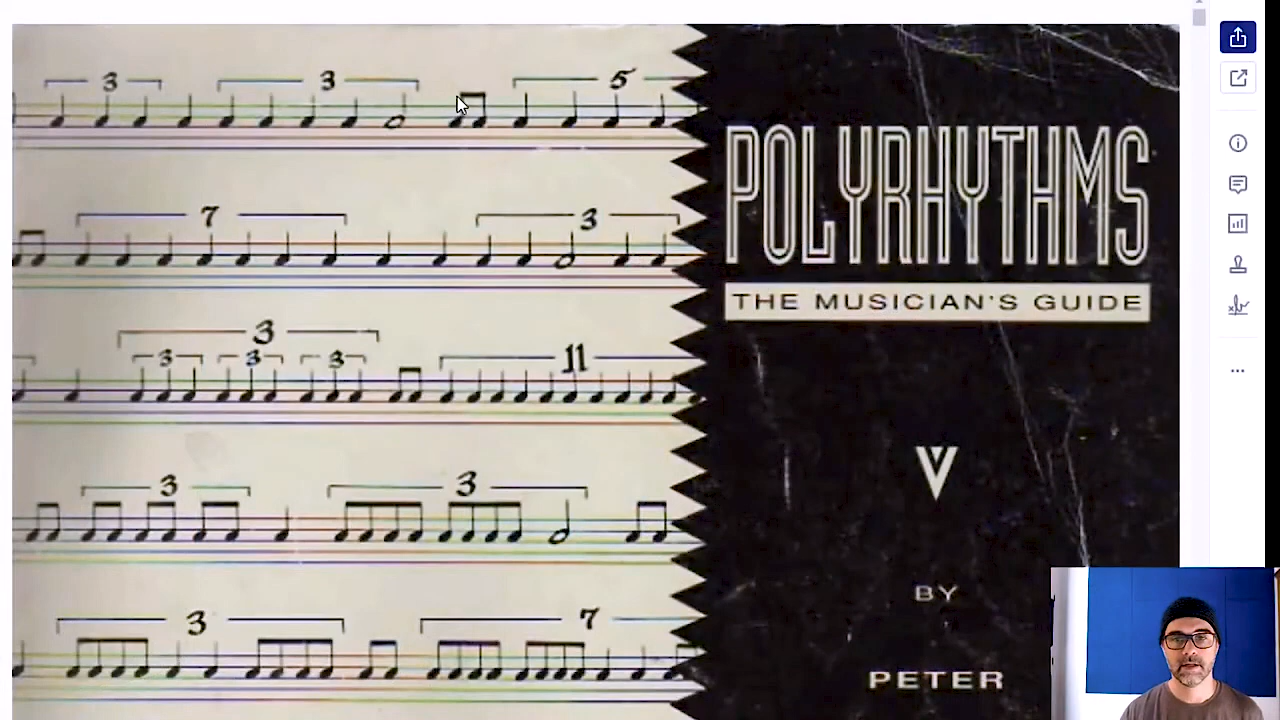 3 3 5
7 3
3
3 3 3 11
3 3
3 7
POLYRHYTHMS
THE MUSICIAN'S GUIDE
V
BY
PETER